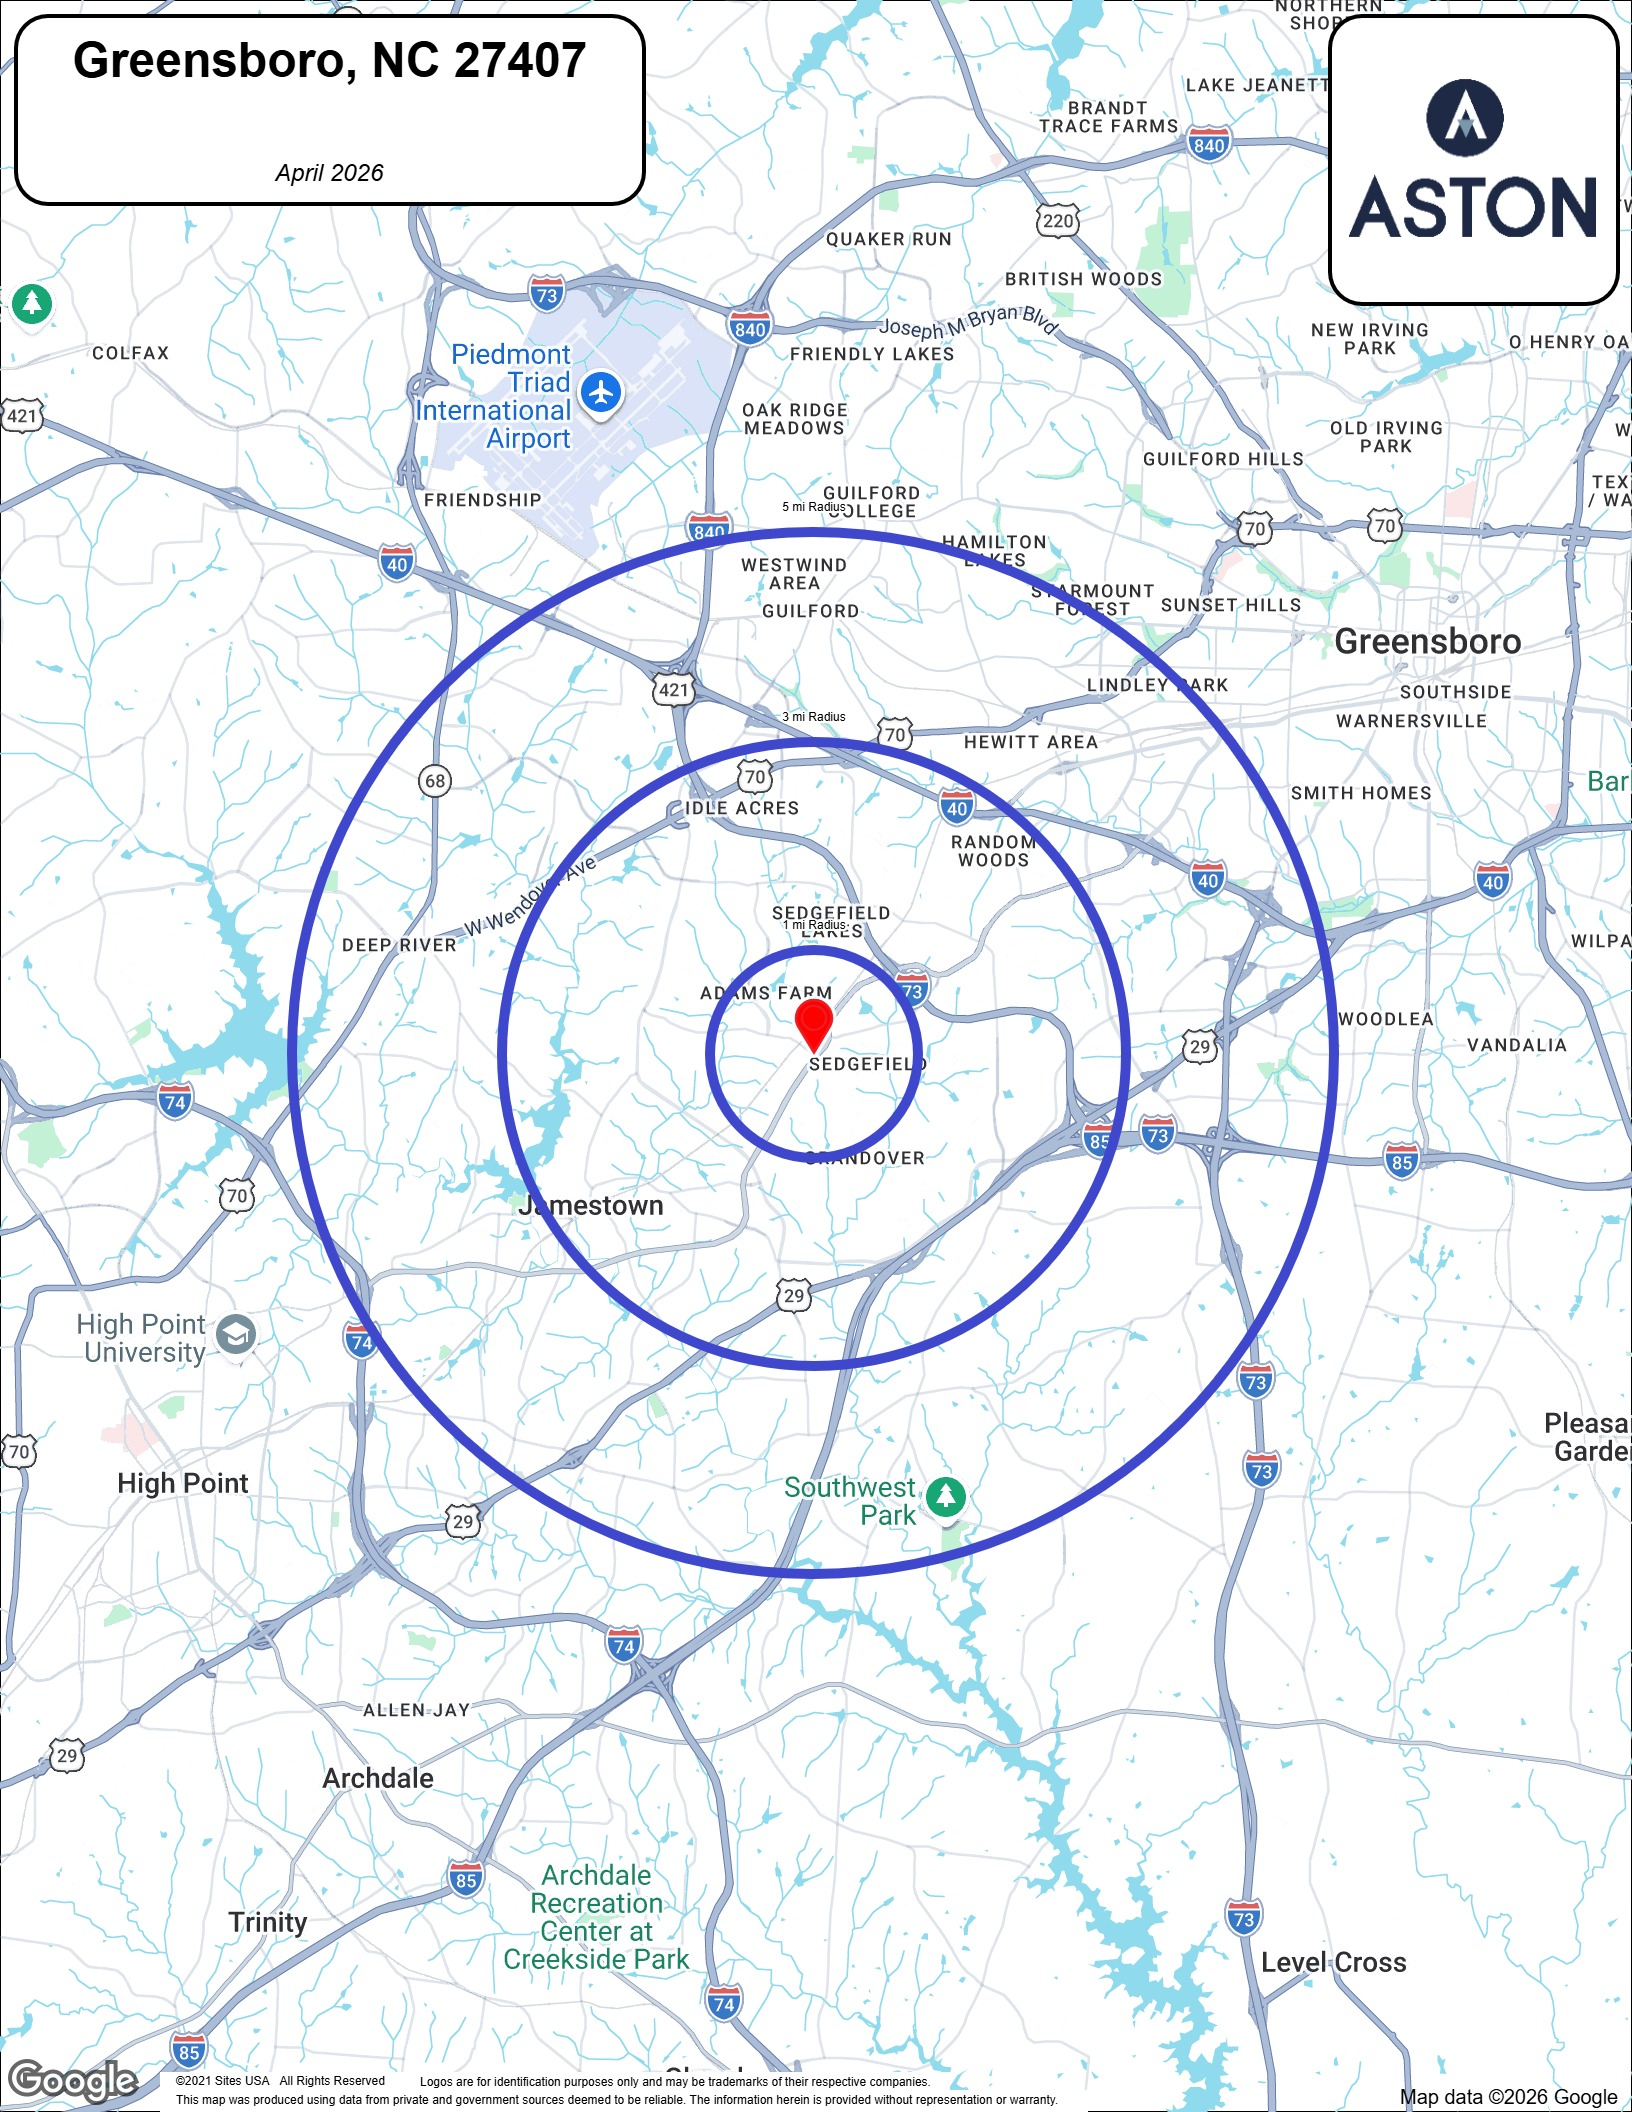 Greensboro, NC 27407
April 2026
ASTON
NORTHERN
LAKE JEANETT
BRANDT
TRACE FARMS
840
220
QUAKER RUN
BRITISH WOODS
73
840
Joseph M Bryan Blvd
FRIENDLY LAKES
NEW IRVING
PARK
O HENRY OA
COLFAX
Piedmont
Triad
International
Airport
421
OAK RIDGE
MEADOWS
OLD IRVING
PARK
GUILFORD HILLS
FRIENDSHIP
GUILFORD
COLLEGE
5 mi Radius
840
70
70
40
HAMILTON
LAKES
WESTWIND
AREA
GUILFORD
STARMOUNT
FOREST
SUNSET HILLS
Greensboro
421
LINDLEY PARK
SOUTHSIDE
WARNERSVILLE
3 mi Radius
70
HEWITT AREA
68
70
IDLE ACRES
40
SMITH HOMES
Bar
RANDOM
WOODS
W Wendover Ave
40
40
SEDGEFIELD
LAKES
1 mi Radius
DEEP RIVER
WILPA
ADAMS FARM
73
WOODLEA
SEDGEFIELD
29
VANDALIA
74
85
73
85
GRANDOVER
70
Jamestown
29
High Point
University
74
73
Pleasa
Garde
70
High Point
73
Southwest
Park
29
74
ALLEN JAY
29
Archdale
85
Archdale
Recreation
Center at
Creekside Park
Trinity
73
Level Cross
74
85
Google
©2021 Sites USA All Rights Reserved Logos are for identification purposes only and may be trademarks of their respective companies.
This map was produced using data from private and government sources deemed to be reliable. The information herein is provided without representation or warranty.
Map data ©2026 Google